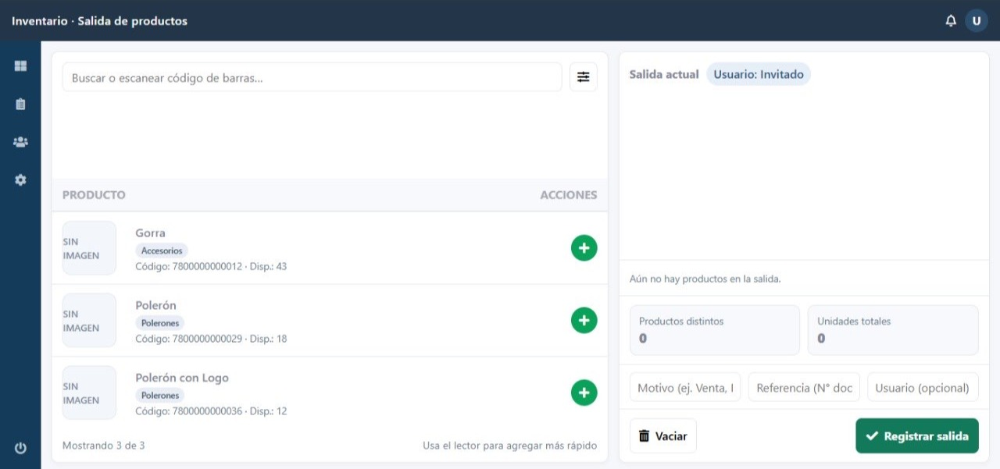 Inventario · Salida de productos
U
Buscar o escanear código de barras...
PRODUCTO
ACCIONES
SIN
IMAGEN
Gorra
Accesorios
Código: 7800000000012 · Disp.: 43
SIN
IMAGEN
Polerón
Polerones
Código: 7800000000029 · Disp.: 18
SIN
IMAGEN
Polerón con Logo
Polerones
Código: 7800000000036 · Disp.: 12
Mostrando 3 de 3
Usa el lector para agregar más rápido
Salida actual
Usuario: Invitado
Aún no hay productos en la salida.
Productos distintos
0
Unidades totales
0
Motivo (ej. Venta,
Referencia (N° doc
Usuario (opcional)
Vaciar
Registrar salida